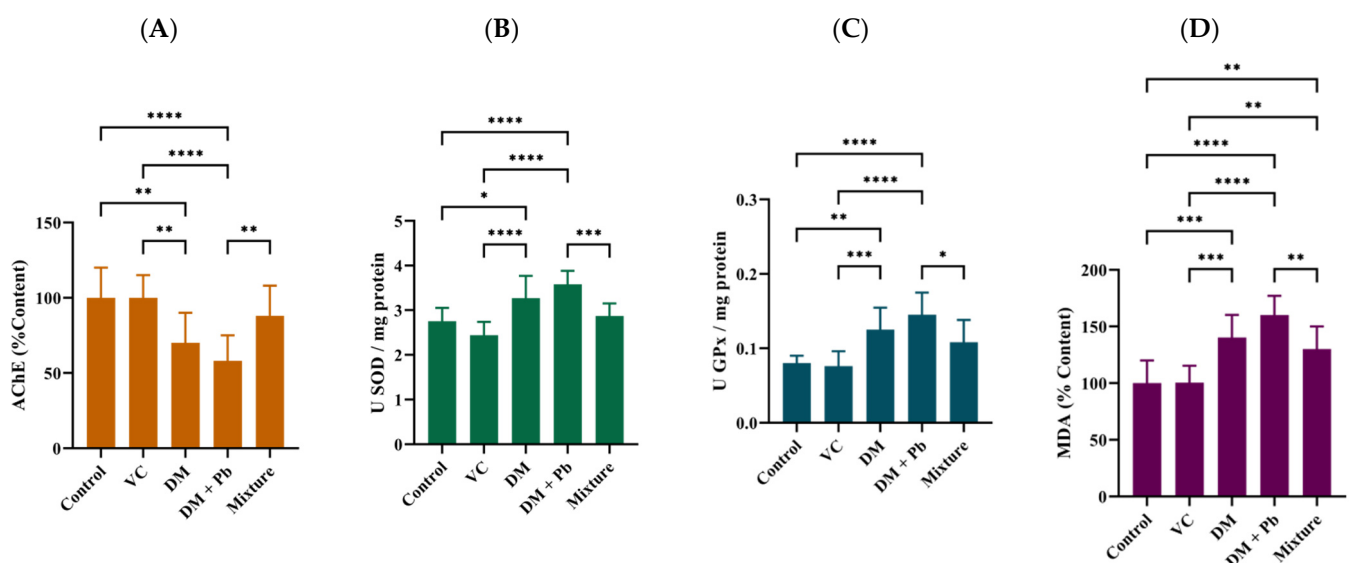 (A)
****
****
**
**
**
AChE (%Content)
150
100
50
0
Control
VC
DM
DM + Pb
Mixture
(B)
****
****
*
****
***
U SOD / mg protein
5
4
3
2
1
0
Control
VC
DM
DM + Pb
Mixture
(C)
****
****
**
***
*
U GPx / mg protein
0.3
0.2
0.1
0.0
Control
VC
DM
DM + Pb
Mixture
(D)
**
**
****
****
***
***
**
MDA (% Content)
200
150
100
50
0
Control
VC
DM
DM + Pb
Mixture